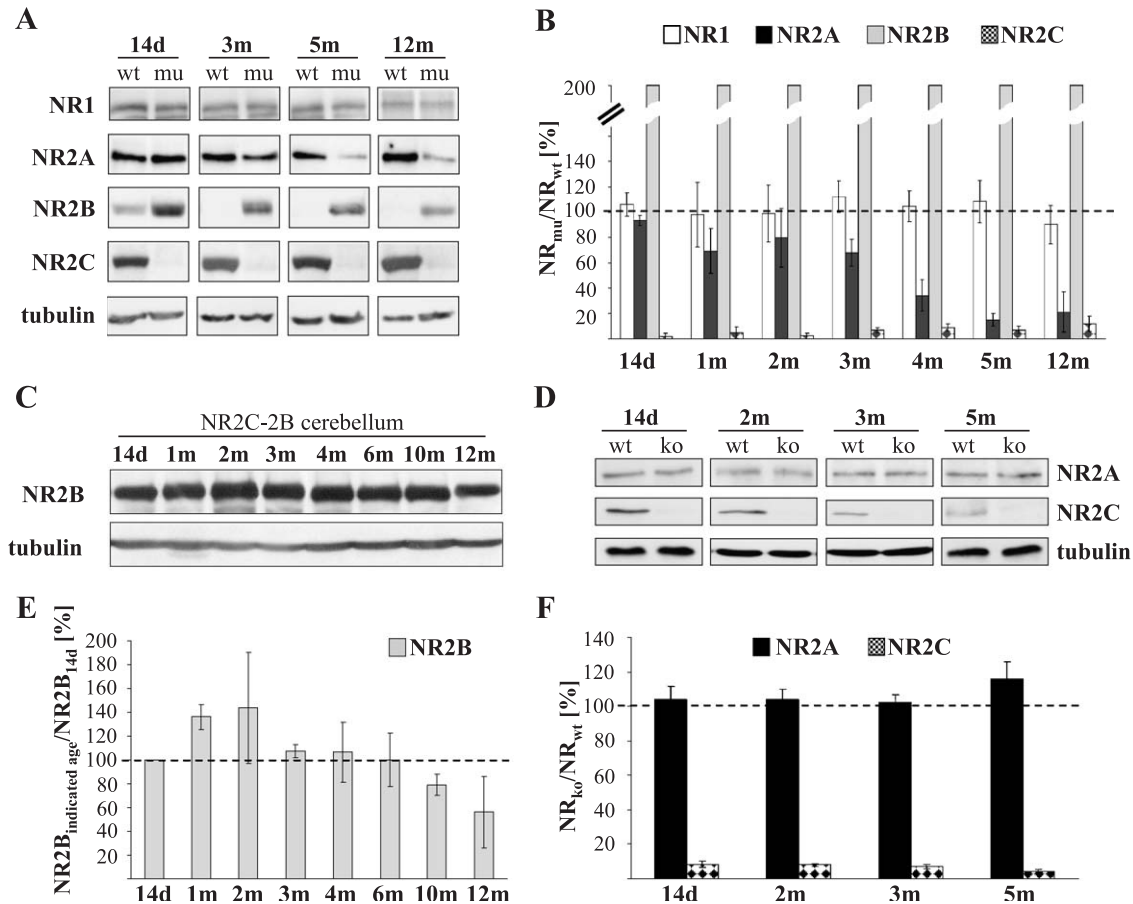 A
14d 3m 5m 12m
wt mu wt mu wt mu wt mu
NR1
NR2A
NR2B
NR2C
tubulin
B
NR1 NR2A NR2B NR2C
NRmu/NRwt [%]
200
140
120
100
80
60
40
20
14d 1m 2m 3m 4m 5m 12m
C
NR2C-2B cerebellum
14d 1m 2m 3m 4m 6m 10m 12m
NR2B
tubulin
D
14d 2m 3m 5m
wt ko wt ko wt ko wt ko
NR2A
NR2C
tubulin
E
NR2Bindicated age/NR2B14d [%]
NR2B
200
180
160
140
120
100
80
60
40
20
14d 1m 2m 3m 4m 6m 10m 12m
F
NR2A NR2C
NRko/NRwt [%]
140
120
100
80
60
40
20
14d 2m 3m 5m